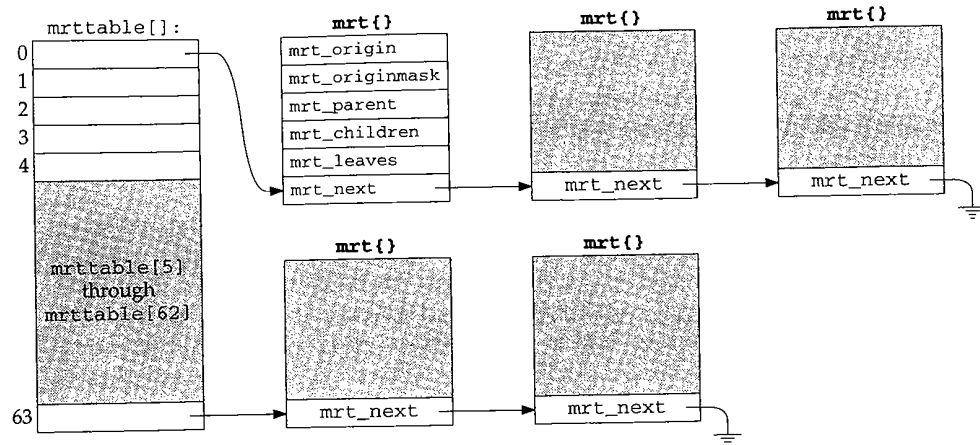 mrttable[]:
0
1
2
3
4
mrttable[5]
through
mrttable[62]
63
mrt{}
mrt_origin
mrt_originmask
mrt_parent
mrt_children
mrt_leaves
mrt_next
mrt{}
mrt_next
mrt{}
mrt_next
mrt{}
mrt_next
mrt{}
mrt_next